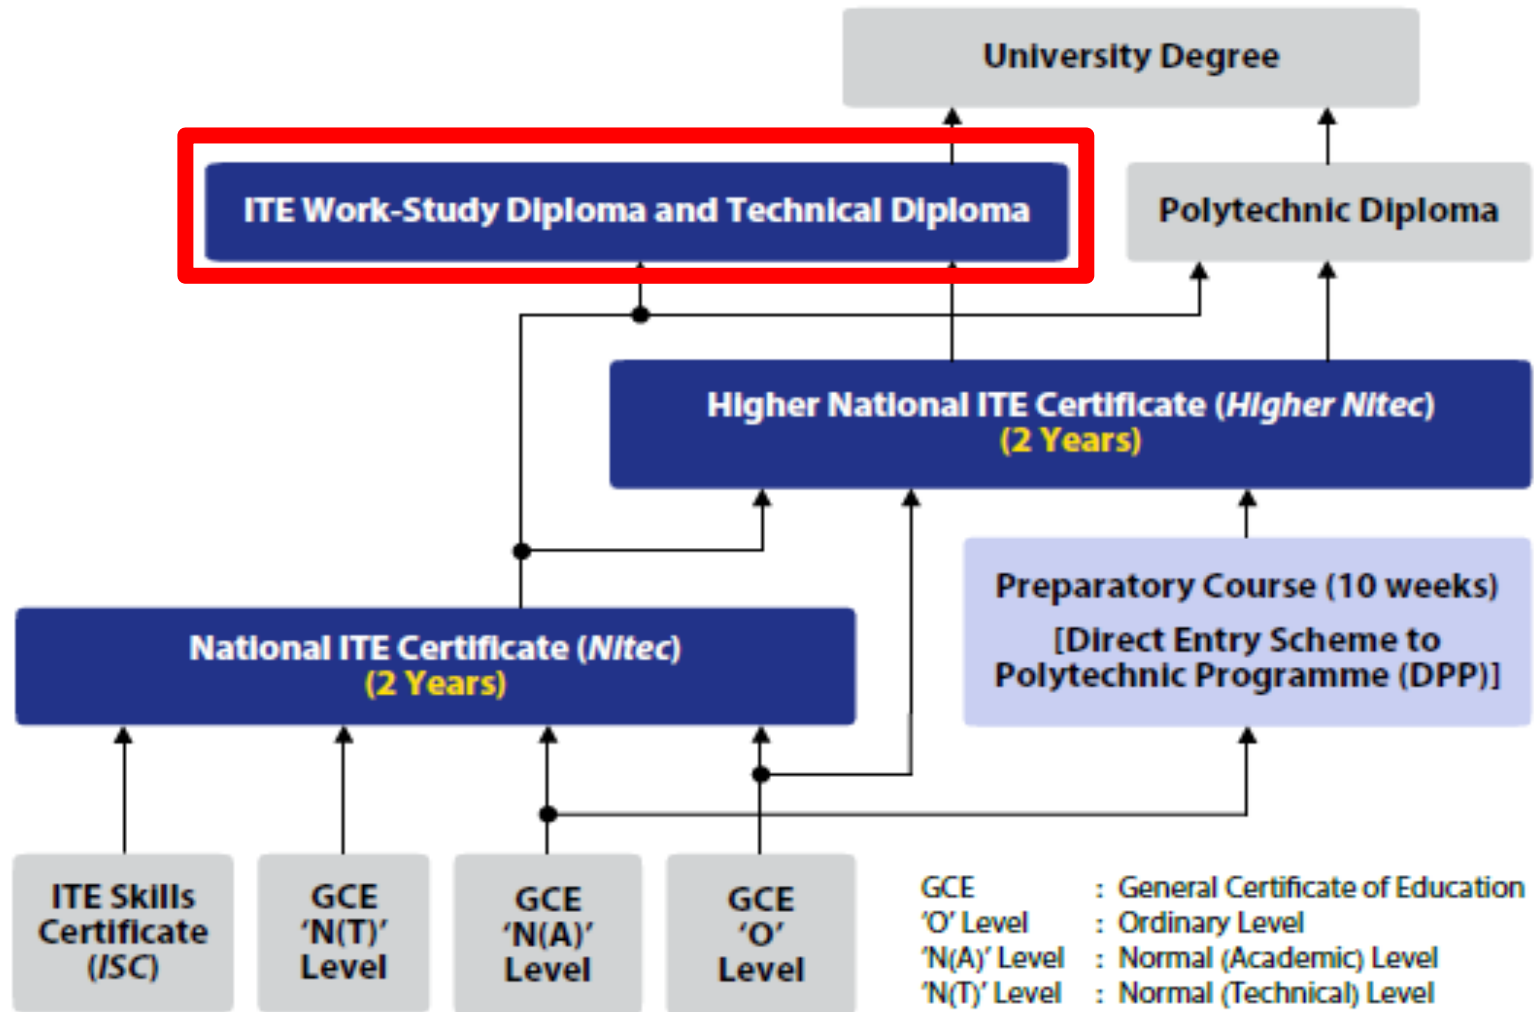 University Degree
ITE Work-Study Diploma and Technical Diploma
Polytechnic Diploma
Higher National ITE Certificate (Higher Nitec)
(2 Years)
Preparatory Course (10 weeks)
[Direct Entry Scheme to
Polytechnic Programme (DPP)]
National ITE Certificate (Nitec)
(2 Years)
ITE Skills
Certificate
(ISC)
GCE
‘N(T)’
Level
GCE
‘N(A)’
Level
GCE
‘O’
Level
GCE : General Certificate of Education
‘O’ Level : Ordinary Level
‘N(A)’ Level : Normal (Academic) Level
‘N(T)’ Level : Normal (Technical) Level